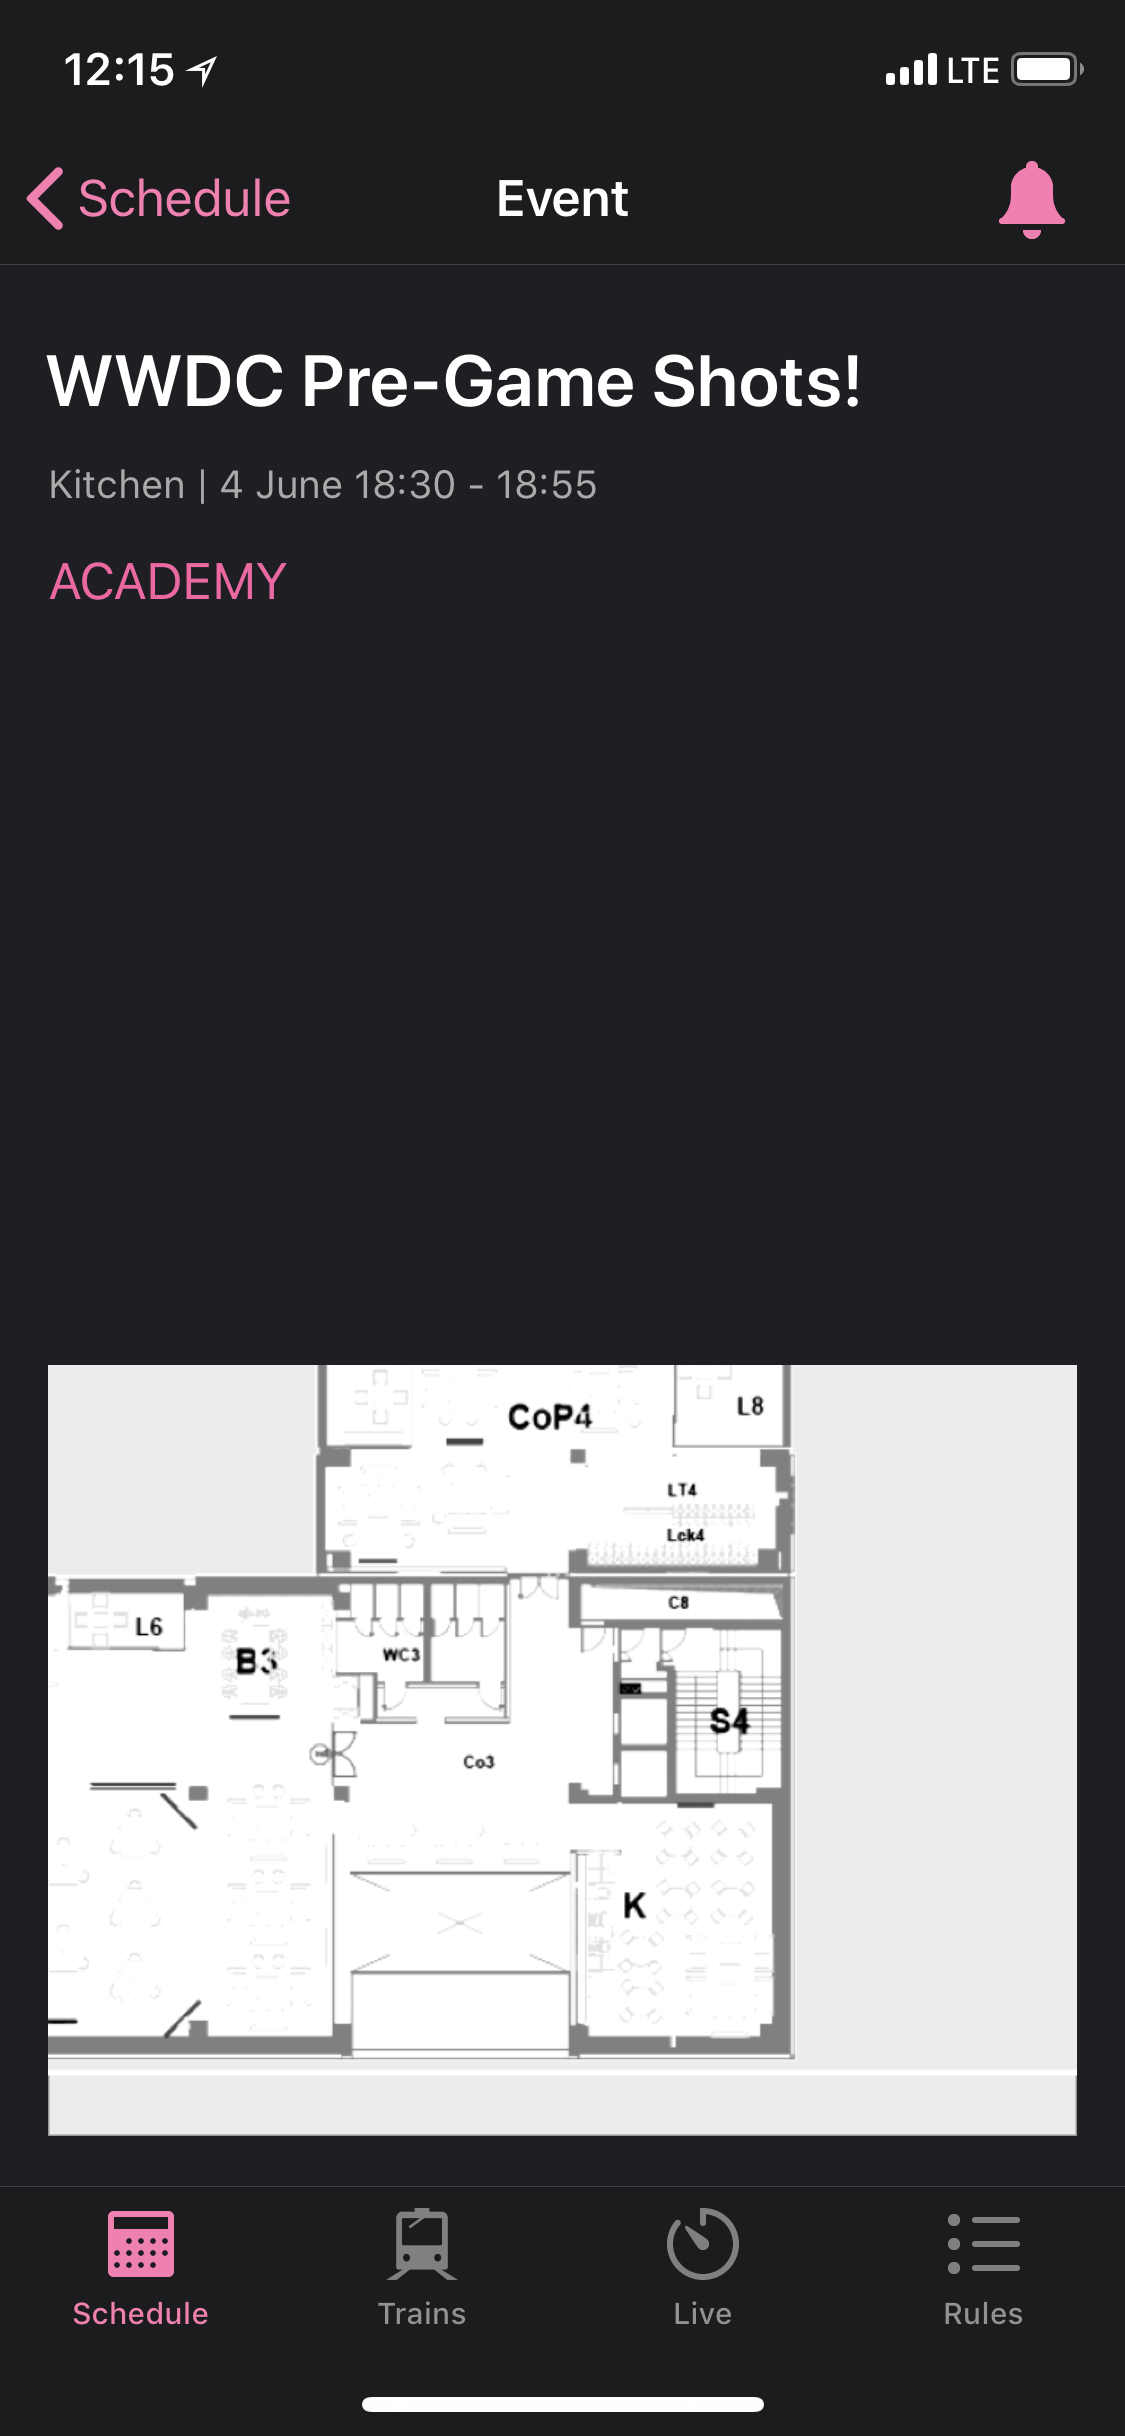 12:15
LTE
Schedule
Event
WWDC Pre-Game Shots!
Kitchen | 4 June 18:30 - 18:55
ACADEMY
CoP4
L8
LT4
Lck4
C8
L6
B3
WC3
S4
Co3
K
Schedule
Trains
Live
Rules